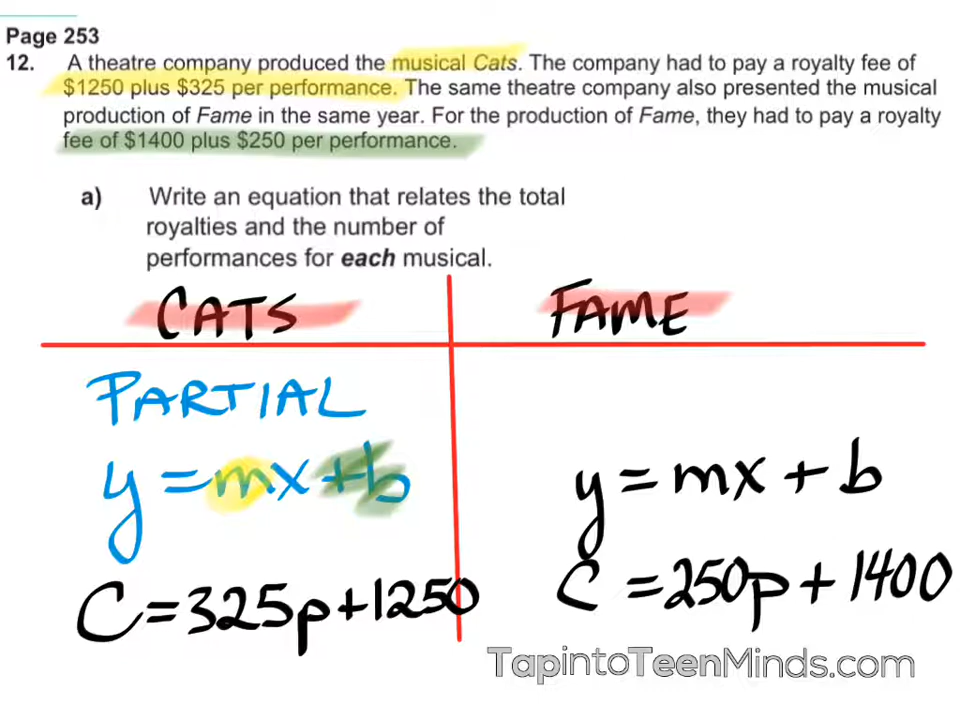 Page 253
12. A theatre company produced the musical Cats. The company had to pay a royalty fee of
$1250 plus $325 per performance. The same theatre company also presented the musical
production of Fame in the same year. For the production of Fame, they had to pay a royalty
fee of $1400 plus $250 per performance.
a) Write an equation that relates the total
royalties and the number of
performances for each musical.
CATS
FAME
PARTIAL
y = mx + b
y = mx + b
C = 325p + 1250
C = 250p + 1400
TapintoTeenMinds.com